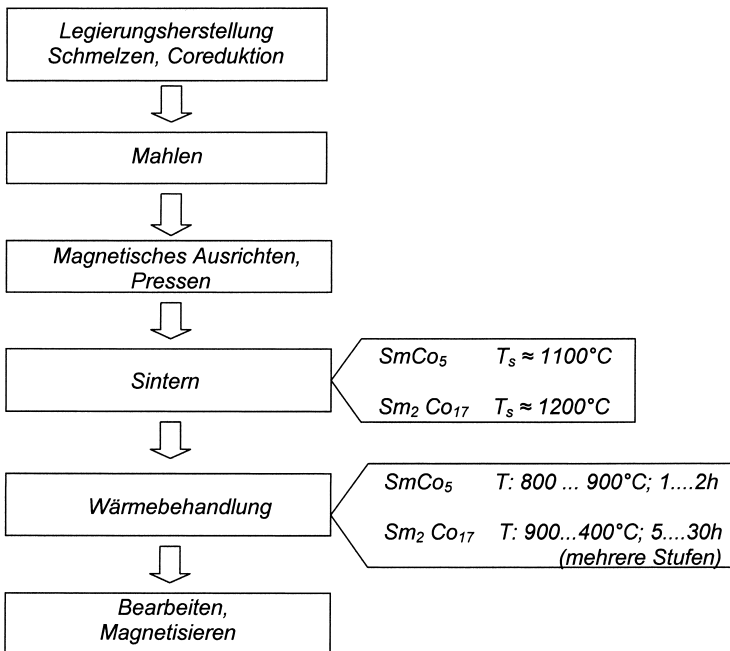 Legierungsherstellung
Schmelzen, Coreduktion
Mahlen
Magnetisches Ausrichten,
Pressen
Sintern
SmCo₅ Tₛ ≈ 1100°C
Sm₂ Co₁₇ Tₛ ≈ 1200°C
Wärmebehandlung
SmCo₅ T: 800 ... 900°C; 1....2h
Sm₂ Co₁₇ T: 900...400°C; 5....30h
(mehrere Stufen)
Bearbeiten,
Magnetisieren